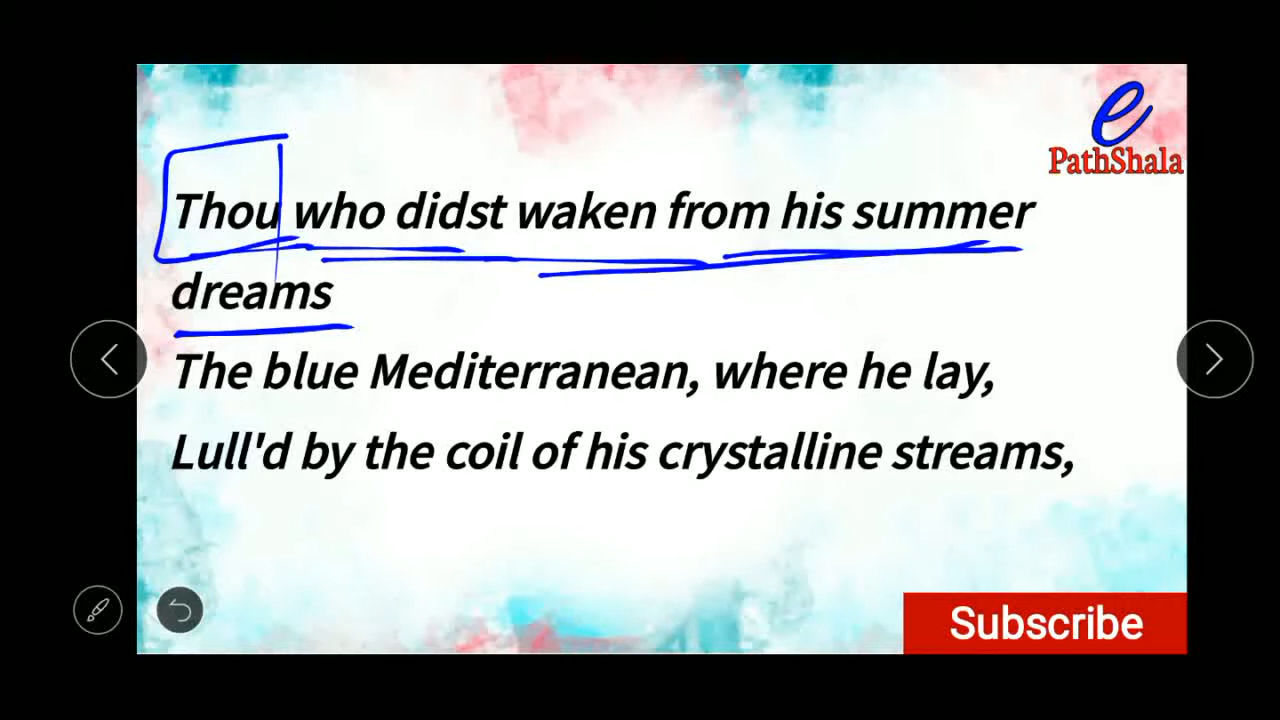 e
PathShala
Thou who didst waken from his summer
dreams
The blue Mediterranean, where he lay,
Lull'd by the coil of his crystalline streams,
Subscribe